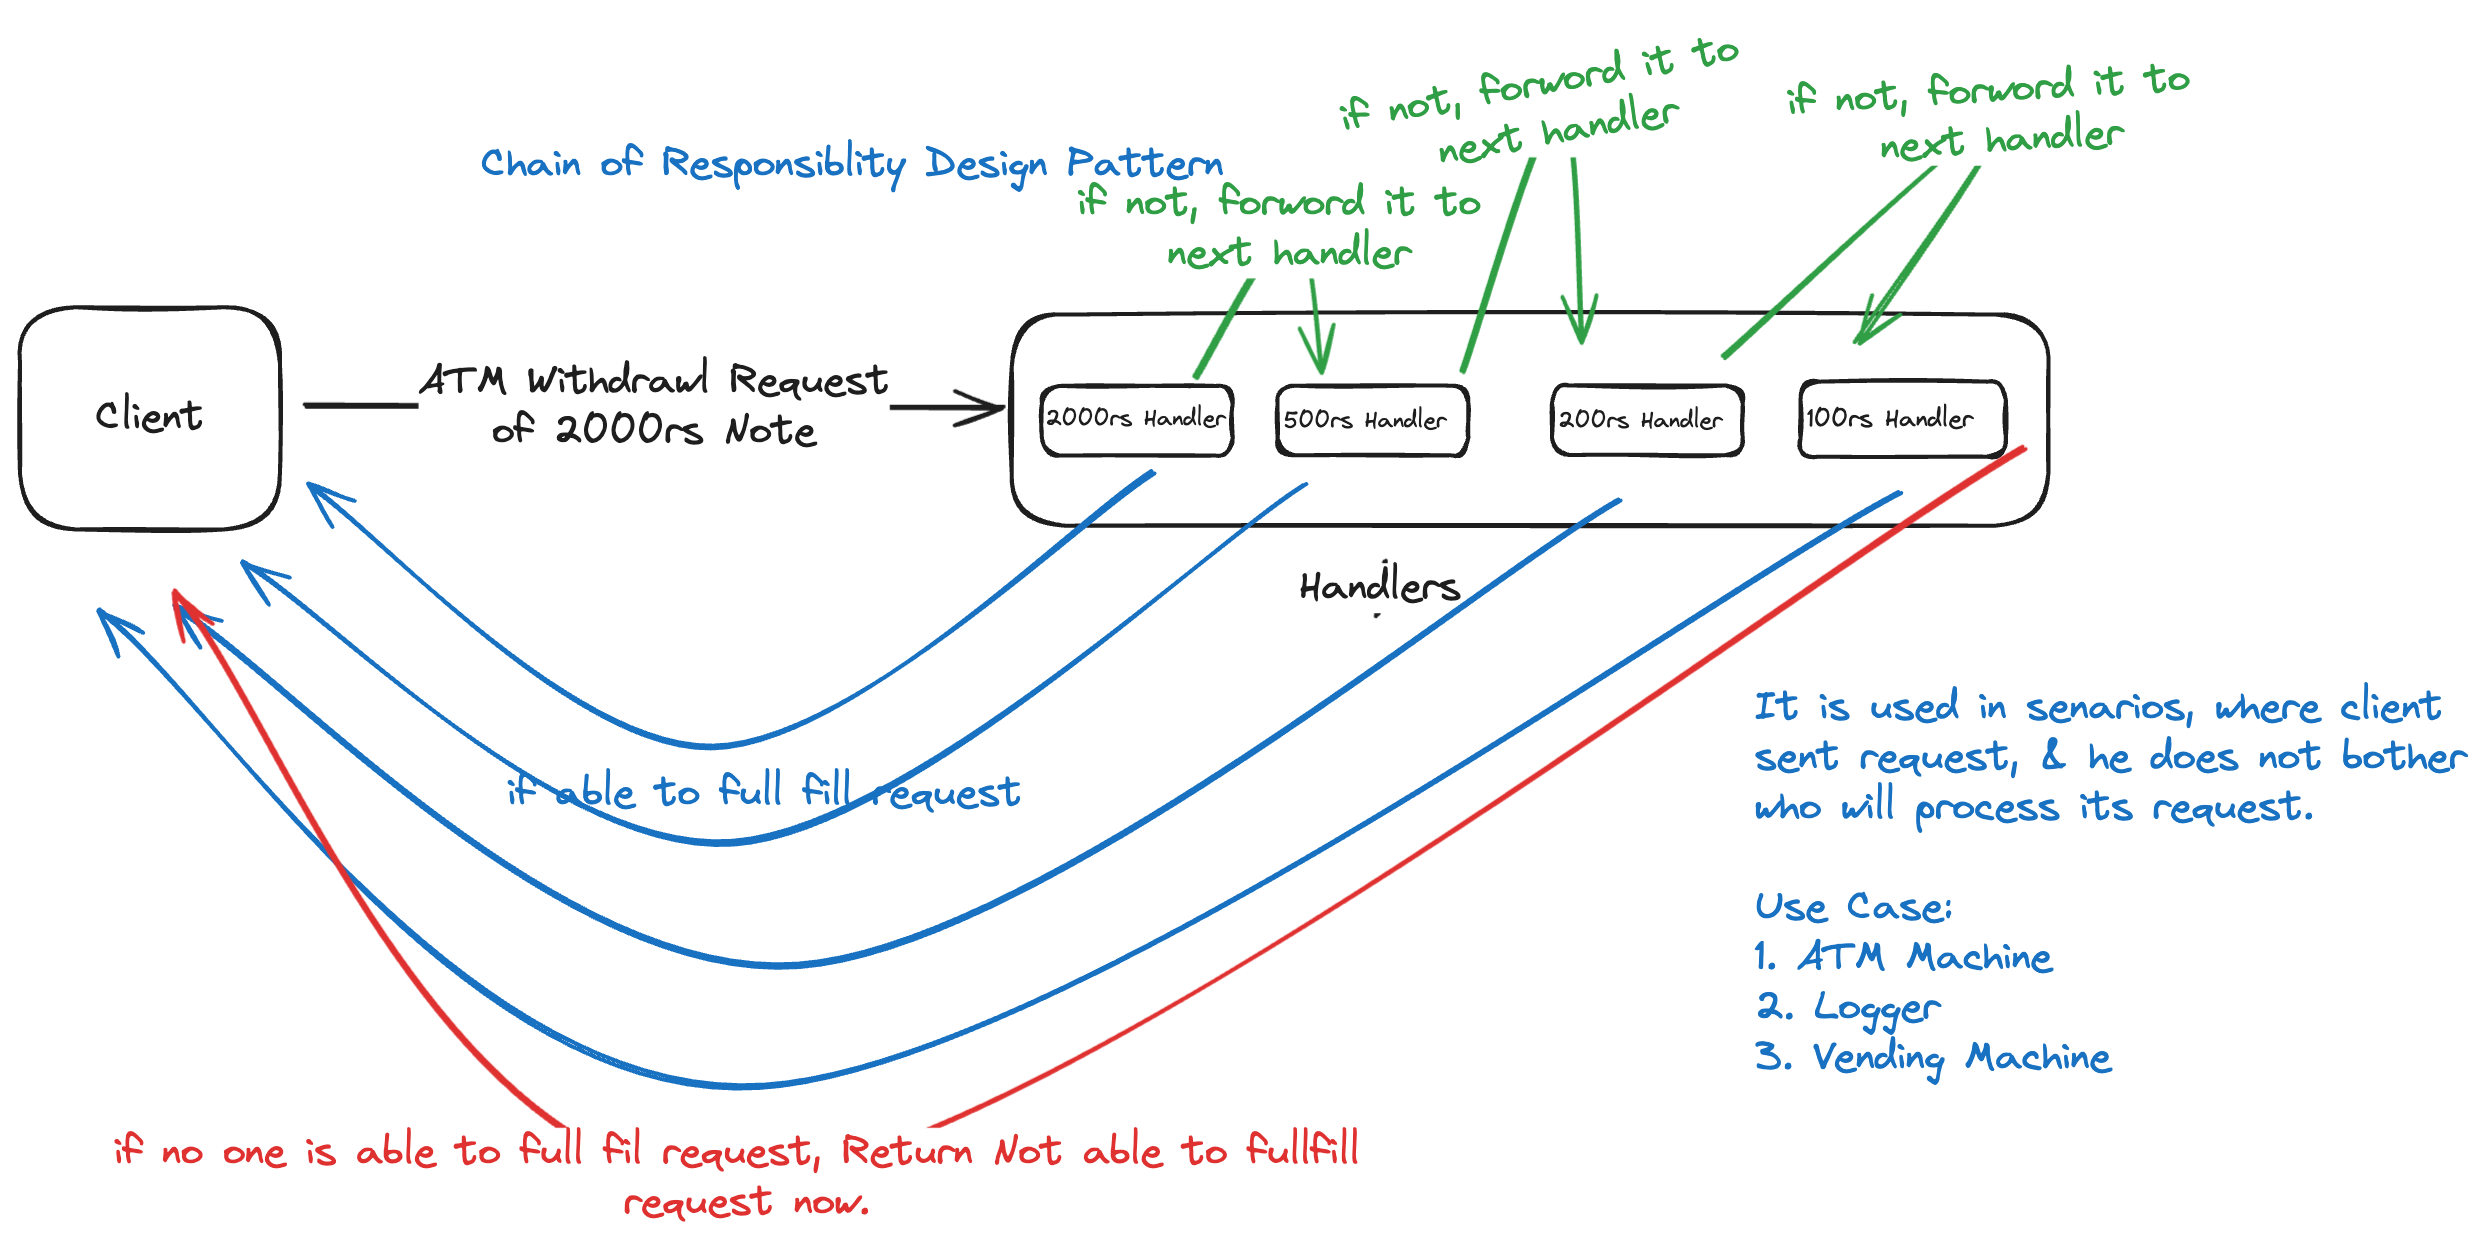 if not, forword it to
next handler
if not, forword it to
next handler
Chain of Responsiblity Design Pattern
if not, forword it to
next handler
Client
ATM Withdrawl Request
of 2000rs Note
2000rs Handler
500rs Handler
200rs Handler
100rs Handler
Handlers
if able to full fill request
It is used in senarios, where client
sent request, & he does not bother
who will process its request.
Use Case:
1. ATM Machine
2. Logger
3. Vending Machine
if no one is able to full fil request, Return Not able to fullfill
request now.